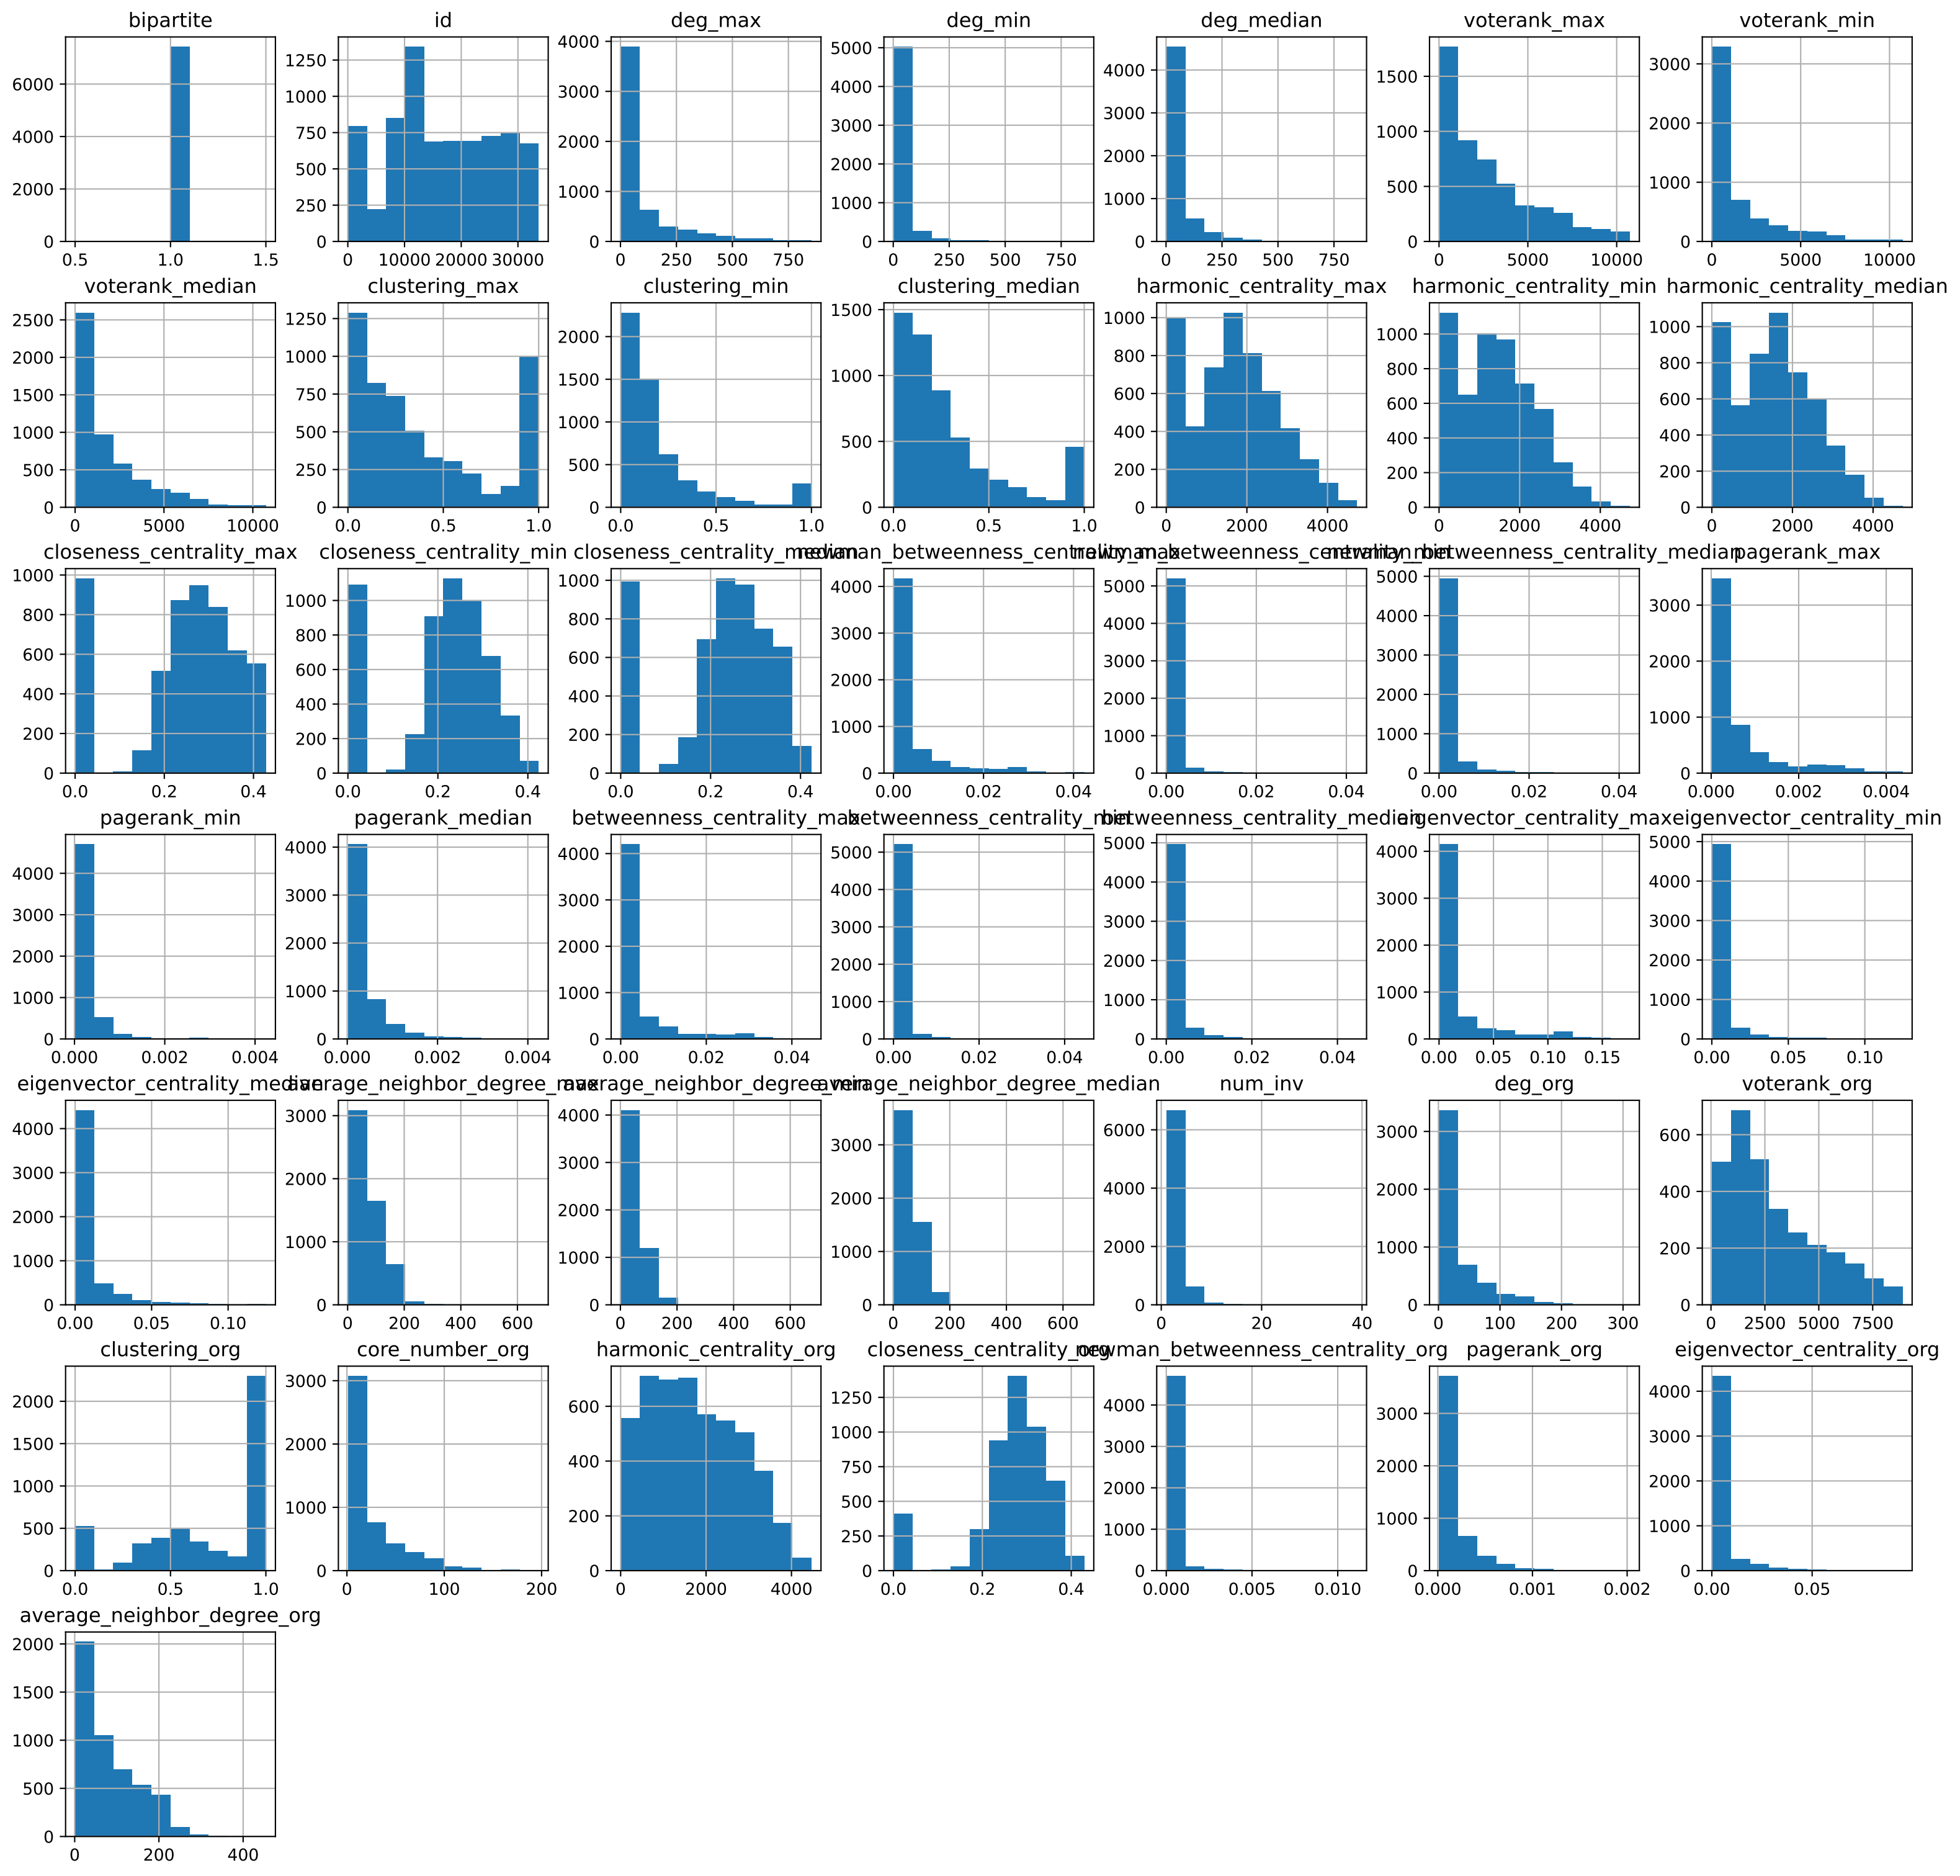 bipartite
6000
4000
2000
0
0.5 1.0 1.5
id
1250
1000
750
500
250
0
0 10000 20000 30000
deg_max
4000
3000
2000
1000
0
0 250 500 750
deg_min
5000
4000
3000
2000
1000
0
0 250 500 750
deg_median
4000
3000
2000
1000
0
0 250 500 750
voterank_max
1500
1000
500
0
0 5000 10000
voterank_min
3000
2000
1000
0
0 5000 10000
voterank_median
2500
2000
1500
1000
500
0
0 5000 10000
clustering_max
1250
1000
750
500
250
0
0.0 0.5 1.0
clustering_min
2000
1500
1000
500
0
0.0 0.5 1.0
clustering_median
1500
1000
500
0
0.0 0.5 1.0
harmonic_centrality_max
1000
800
600
400
200
0
0 2000 4000
harmonic_centrality_min
1000
800
600
400
200
0
0 2000 4000
harmonic_centrality_median
1000
800
600
400
200
0
0 2000 4000
closeness_centrality_max
1000
800
600
400
200
0
0.0 0.2 0.4
closeness_centrality_min
1000
800
600
400
200
0
0.0 0.2 0.4
closeness_centrality_median
1000
800
600
400
200
0
0.0 0.2 0.4
newman_betweenness_centrality_max
4000
3000
2000
1000
0
0.00 0.02 0.04
newman_betweenness_centrality_min
5000
4000
3000
2000
1000
0
0.00 0.02 0.04
newman_betweenness_centrality_median
5000
4000
3000
2000
1000
0
0.00 0.02 0.04
pagerank_max
3000
2000
1000
0
0.000 0.002 0.004
pagerank_min
4000
3000
2000
1000
0
0.000 0.002 0.004
pagerank_median
4000
3000
2000
1000
0
0.000 0.002 0.004
betweenness_centrality_max
4000
3000
2000
1000
0
0.00 0.02 0.04
betweenness_centrality_min
5000
4000
3000
2000
1000
0
0.00 0.02 0.04
betweenness_centrality_median
5000
4000
3000
2000
1000
0
0.00 0.02 0.04
eigenvector_centrality_max
4000
3000
2000
1000
0
0.00 0.05 0.10 0.15
eigenvector_centrality_min
5000
4000
3000
2000
1000
0
0.00 0.05 0.10
eigenvector_centrality_median
4000
3000
2000
1000
0
0.00 0.05 0.10
average_neighbor_degree_max
3000
2000
1000
0
0 200 400 600
average_neighbor_degree_min
4000
3000
2000
1000
0
0 200 400 600
average_neighbor_degree_median
3000
2000
1000
0
0 200 400 600
num_inv
6000
4000
2000
0
0 20 40
deg_org
3000
2000
1000
0
0 100 200 300
voterank_org
600
400
200
0
0 2500 5000 7500
clustering_org
2000
1500
1000
500
0
0.0 0.5 1.0
core_number_org
3000
2000
1000
0
0 100 200
harmonic_centrality_org
600
400
200
0
0 2000 4000
closeness_centrality_org
1250
1000
750
500
250
0
0.0 0.2 0.4
newman_betweenness_centrality_org
4000
3000
2000
1000
0
0.000 0.005 0.010
pagerank_org
3000
2000
1000
0
0.000 0.001 0.002
eigenvector_centrality_org
4000
3000
2000
1000
0
0.00 0.05
average_neighbor_degree_org
2000
1500
1000
500
0
0 200 400